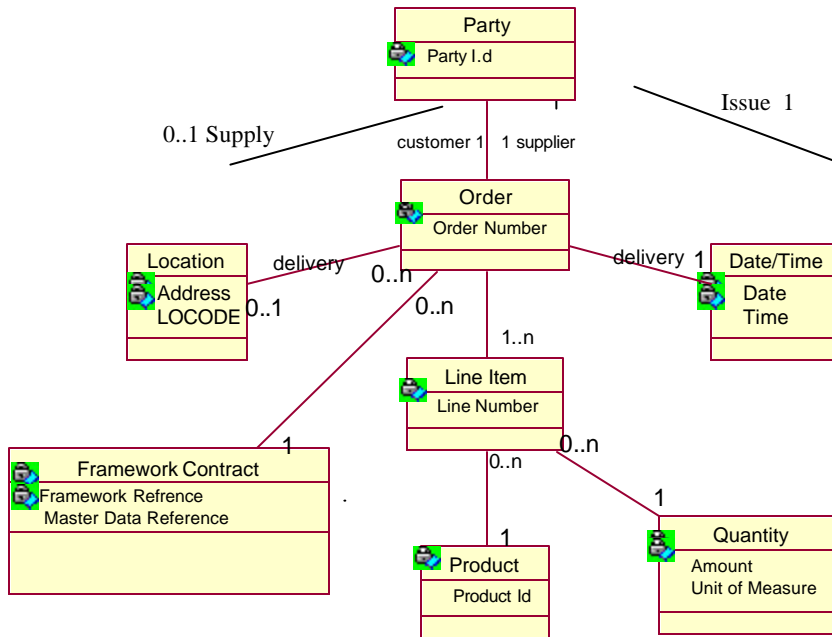 Party
Party I.d
Issue 1
0..1 Supply
customer 1 1 supplier
Order
Order Number
Location
delivery
delivery
1
Date/Time
Address
LOCODE
0..1
0..n
0..n
Date
Time
1..n
Line Item
Line Number
1
0..n
0..n
Framework Contract
Framework Refrence
Master Data Reference
.
1
1
Product
Product Id
Quantity
Amount
Unit of Measure